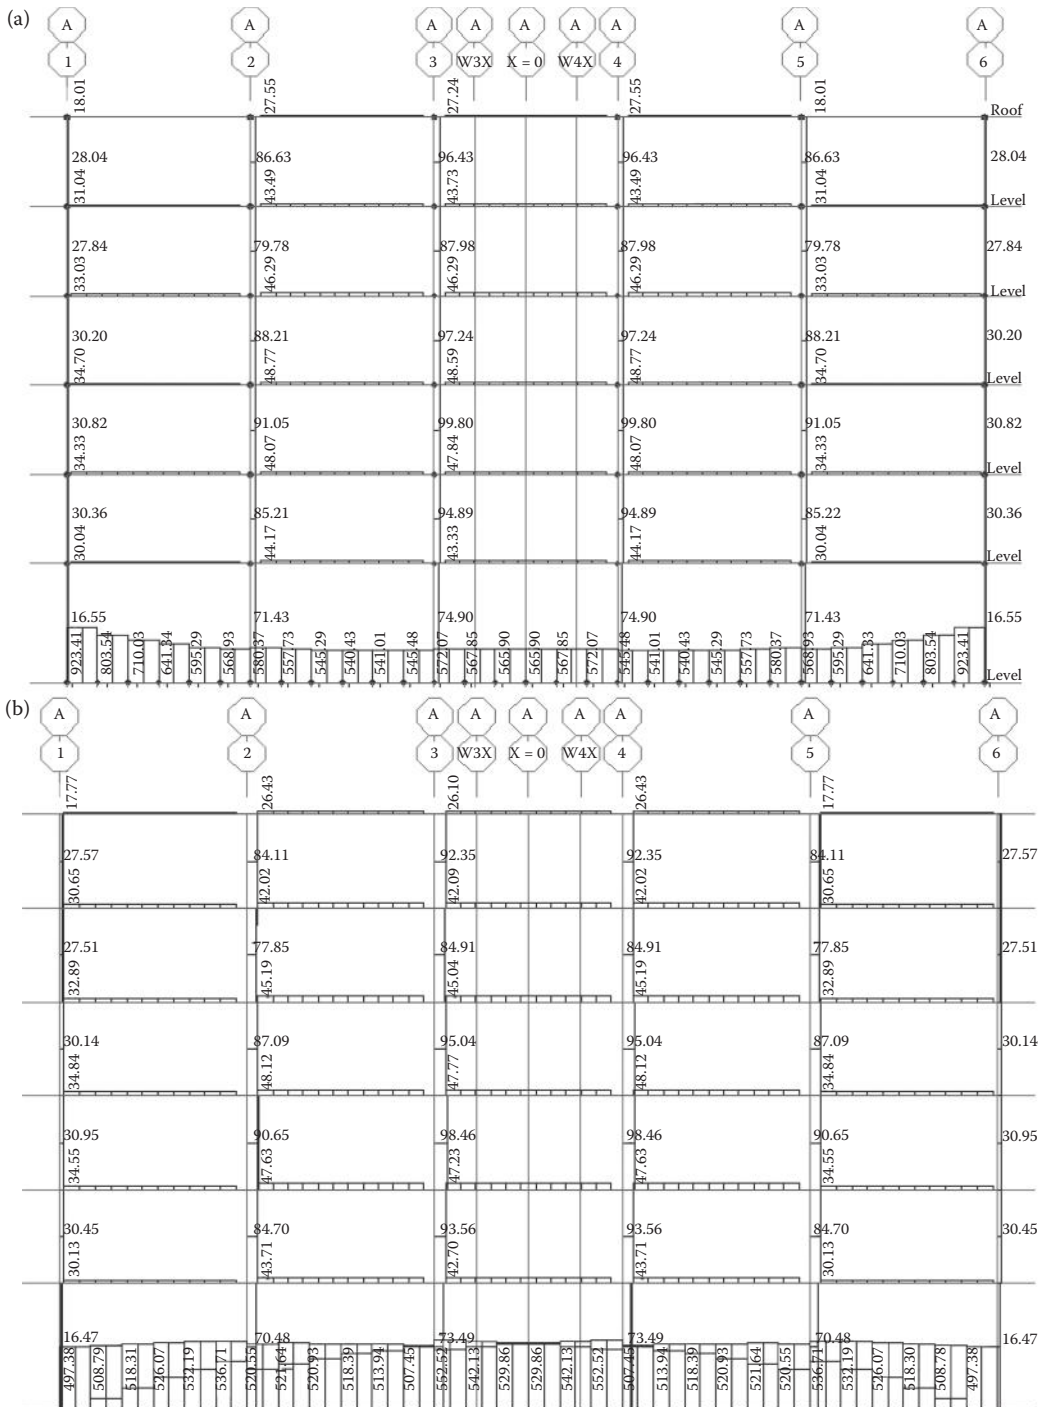 (a)
A A A A A A A A A
1 2 3 W3X X = 0 W4X 4 5 6
18.01 27.55 27.24 27.55 18.01
Roof
28.04 86.63 96.43 96.43 86.63 28.04
31.04 43.49 43.73 43.49 31.04
Level
27.84 79.78 87.98 87.98 79.78 27.84
33.03 46.29 46.29 46.29 33.03
Level
30.20 88.21 97.24 97.24 88.21 30.20
34.70 48.77 48.59 48.77 34.70
Level
30.82 91.05 99.80 99.80 91.05 30.82
34.33 48.07 47.84 48.07 34.33
Level
30.36 85.21 94.89 94.89 85.22 30.36
30.04 44.17 43.33 44.17 30.04
Level
16.55 71.43 74.90 74.90 71.43 16.55
923.41 803.54 710.03 641.34 595.29 568.93 580.37 557.73 545.29 540.43 541.01 545.48 572.07 567.85 565.90 565.90 567.85 572.07 545.48 541.01 540.43 545.29 557.73 580.37 568.93 595.29 641.33 710.03 803.54 923.41
Level
(b)
A A A A A A A A A
1 2 3 W3X X = 0 W4X 4 5 6
17.77 26.43 26.10 26.43 17.77
27.57 84.11 92.35 92.35 84.11 27.57
30.65 42.02 42.09 42.02 30.65
27.51 77.85 84.91 84.91 77.85 27.51
32.89 45.19 45.04 45.19 32.89
30.14 87.09 95.04 95.04 87.09 30.14
34.84 48.12 47.77 48.12 34.84
30.95 90.65 98.46 98.46 90.65 30.95
34.55 47.63 47.23 47.63 34.55
30.45 84.70 93.56 93.56 84.70 30.45
30.13 43.71 42.70 43.71 30.13
16.47 70.48 73.49 73.49 70.48 16.47
497.38 508.79 518.31 526.07 532.19 536.71 520.55 521.64 520.93 518.39 513.94 507.45 552.52 542.13 529.86 529.86 542.13 552.52 507.45 513.94 518.39 520.93 521.64 520.55 536.71 532.19 526.07 518.30 508.78 497.38